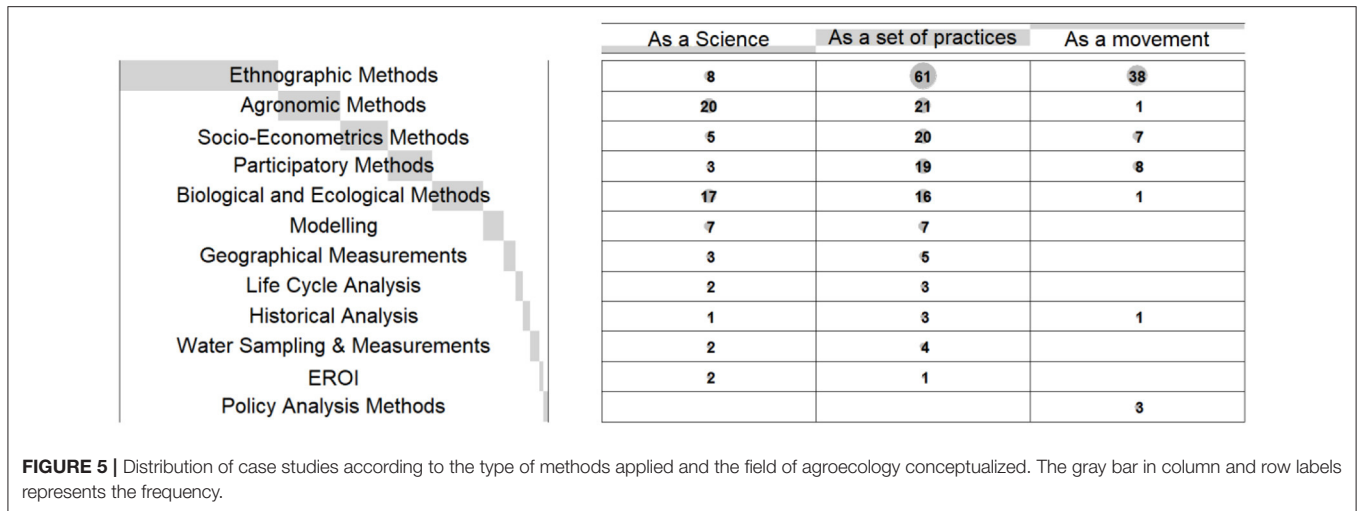 As a Science As a set of practices As a movement
Ethnographic Methods 8 61 38
Agronomic Methods 20 21 1
Socio-Econometrics Methods 5 20 7
Participatory Methods 3 19 8
Biological and Ecological Methods 17 16 1
Modelling 7 7
Geographical Measurements 3 5
Life Cycle Analysis 2 3
Historical Analysis 1 3 1
Water Sampling & Measurements 2 4
EROI 2 1
Policy Analysis Methods 3
FIGURE 5 | Distribution of case studies according to the type of methods applied and the field of agroecology conceptualized. The gray bar in column and row labels
represents the frequency.